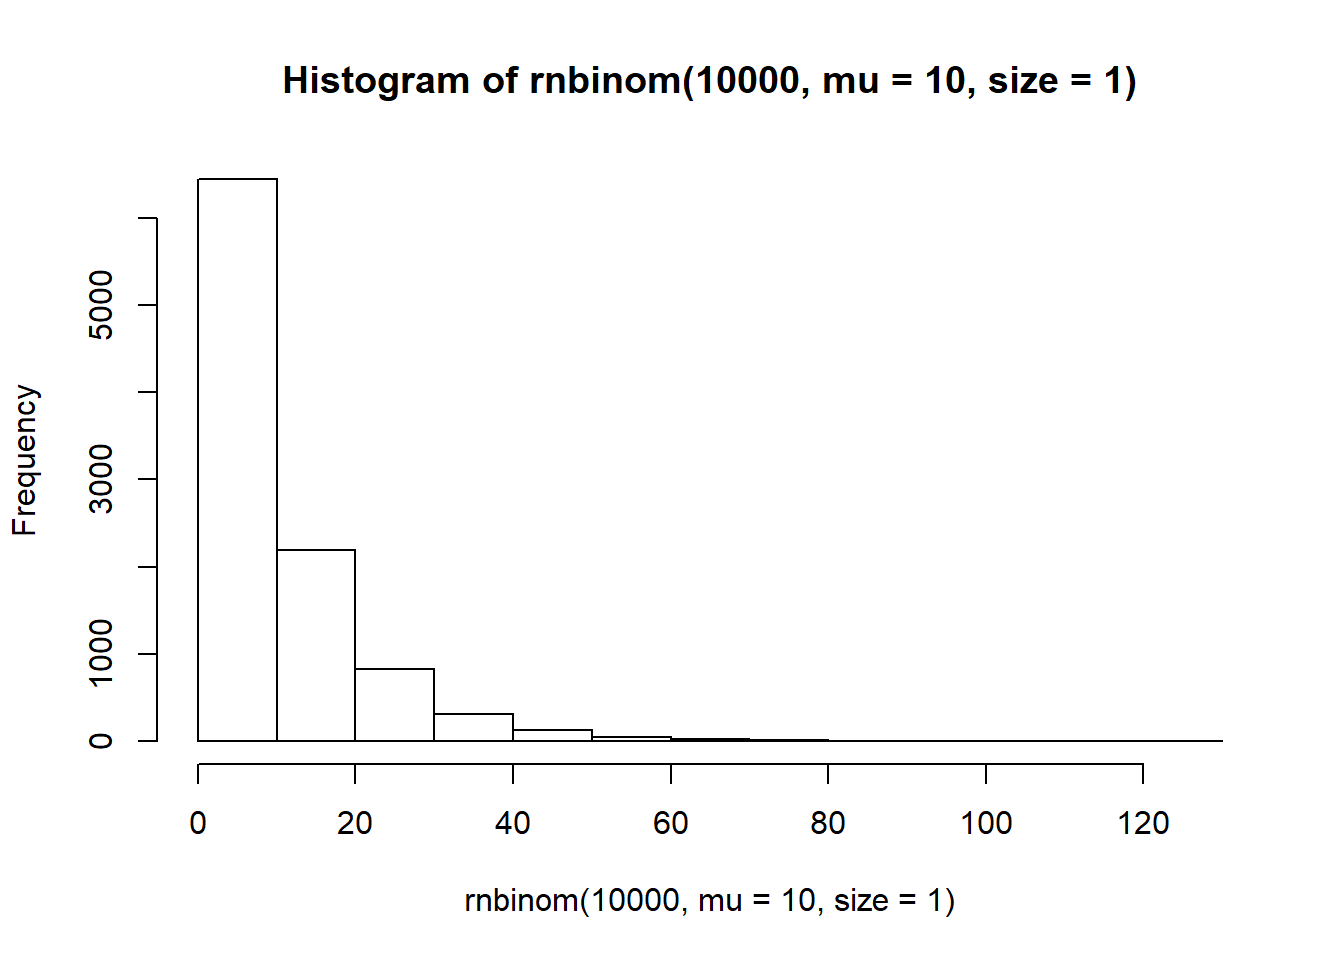 Histogram of rnbinom(10000, mu = 10, size = 1)
Frequency
5000
3000
1000
0
0 20 40 60 80 100 120
rnbinom(10000, mu = 10, size = 1)